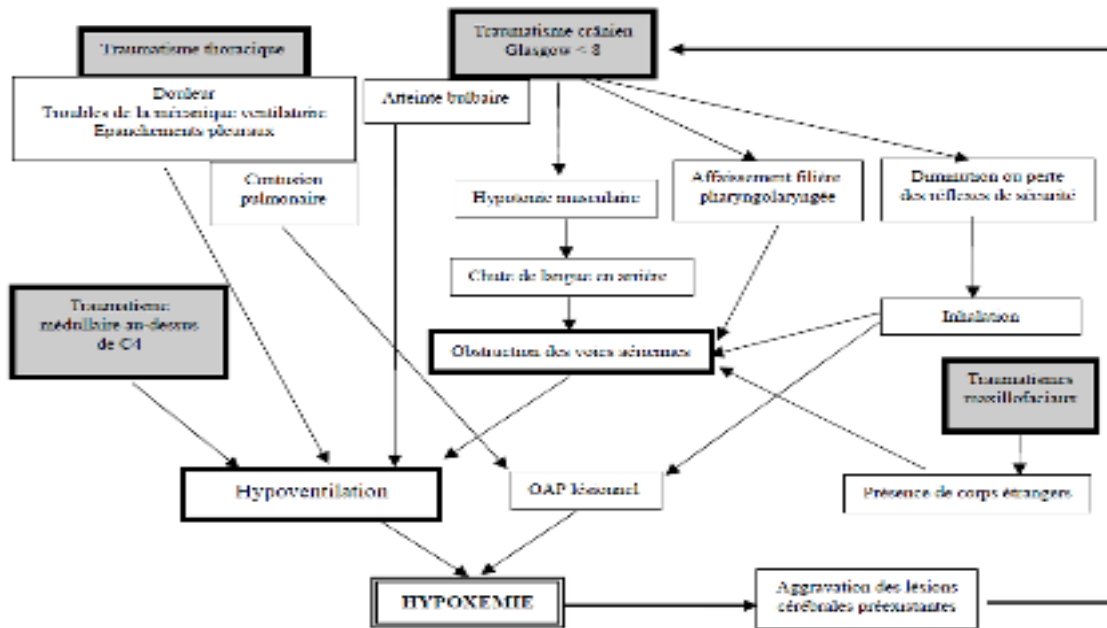 Traumatisme thoracique
Traumatisme crânien
Glasgow < 8
Douleur
Troubles de la mécanique ventilatoire
Epanchements pleuraux
Atteinte bulbaire
Contusion
pulmonaire
Hypotonie musculaire
Affaissement filière
pharyngolaryngée
Diminution ou perte
des réflexes de sécurité
Chute de langue en arrière
Traumatisme
médullaire au-dessus
de C4
Inhalation
Obstruction des voies aériennes
Traumatismes
maxillofaciaux
Hypoventilation
OAP lésionnel
Présence de corps étrangers
HYPOXEMIE
Aggravation des lésions
cérébrales préexistantes